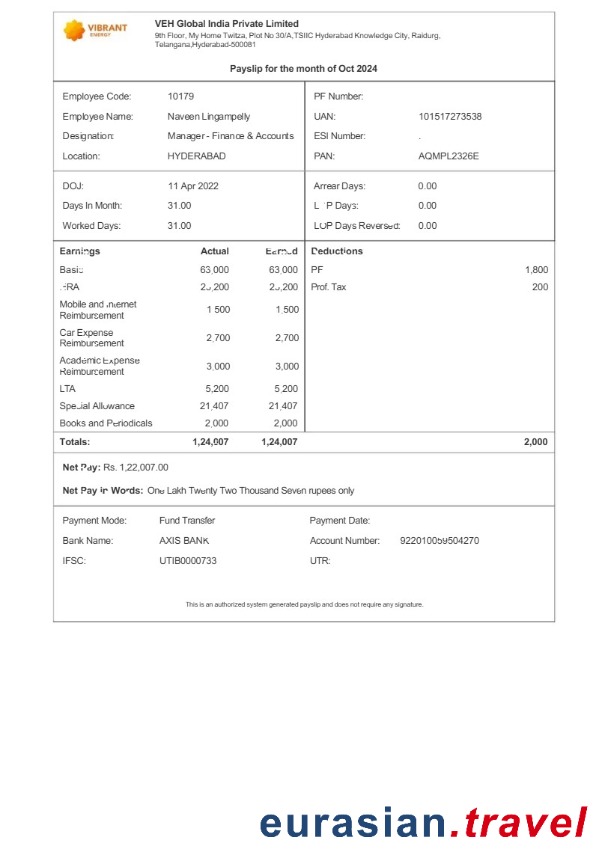 VIBRANT
ENERGY
VEH Global India Private Limited
9th Floor, My Home Twitza, Plot No 30/A,TSIIC Hyderabad Knowledge City, Raidurg,
Telangana,Hyderabad-500081
Payslip for the month of Oct 2024
Employee Code: 10179 PF Number:
Employee Name: Naveen Lingampelly UAN: 101517273538
Designation: Manager - Finance & Accounts ESI Number: .
Location: HYDERABAD PAN: AQMPL2326E
DOJ: 11 Apr 2022 Arrear Days: 0.00
Days In Month: 31.00 LOP Days: 0.00
Worked Days: 31.00 LOP Days Reversed: 0.00
Earnings Actual Earned Deductions
Basic 63,000 63,000 PF 1,800
HRA 25,200 25,200 Prof. Tax 200
Mobile and Internet
Reimbursement 1,500 1,500
Car Expense
Reimbursement 2,700 2,700
Academic Expense
Reimbursement 3,000 3,000
LTA 5,200 5,200
Special Allowance 21,407 21,407
Books and Periodicals 2,000 2,000
Totals: 1,24,007 1,24,007 2,000
Net Pay: Rs. 1,22,007.00
Net Pay in Words: One Lakh Twenty Two Thousand Seven rupees only
Payment Mode: Fund Transfer Payment Date:
Bank Name: AXIS BANK Account Number: 922010059504270
IFSC: UTIB0000733 UTR:
This is an authorized system generated payslip and does not require any signature.
eurasian.travel